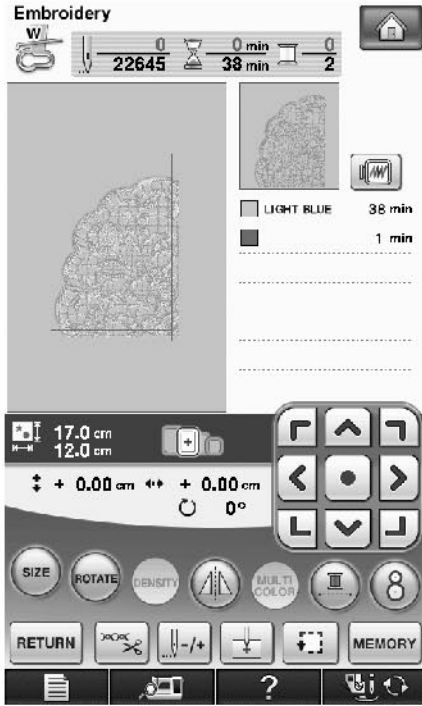 Embroidery
W
0 0 min 0
22645 38 min 2
LIGHT BLUE 38 min
1 min
17.0 cm
12.0 cm
+ 0.00 cm + 0.00 cm
0°
SIZE ROTATE DENSITY MULTI COLOR 8
RETURN -/+ MEMORY
?